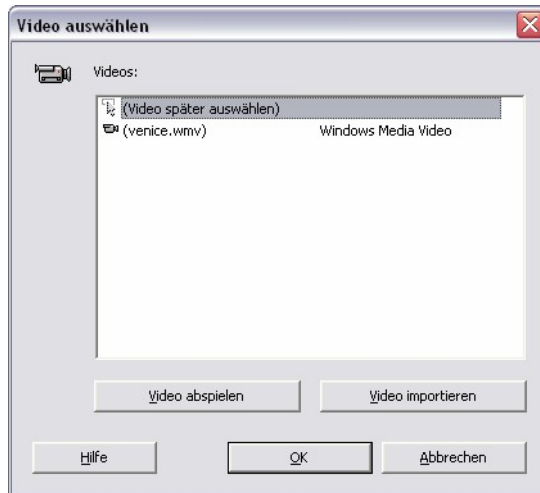 Video auswählen
Videos:
(Video später auswählen)
(venice.wmv) Windows Media Video
Video abspielen Video importieren
Hilfe OK Abbrechen